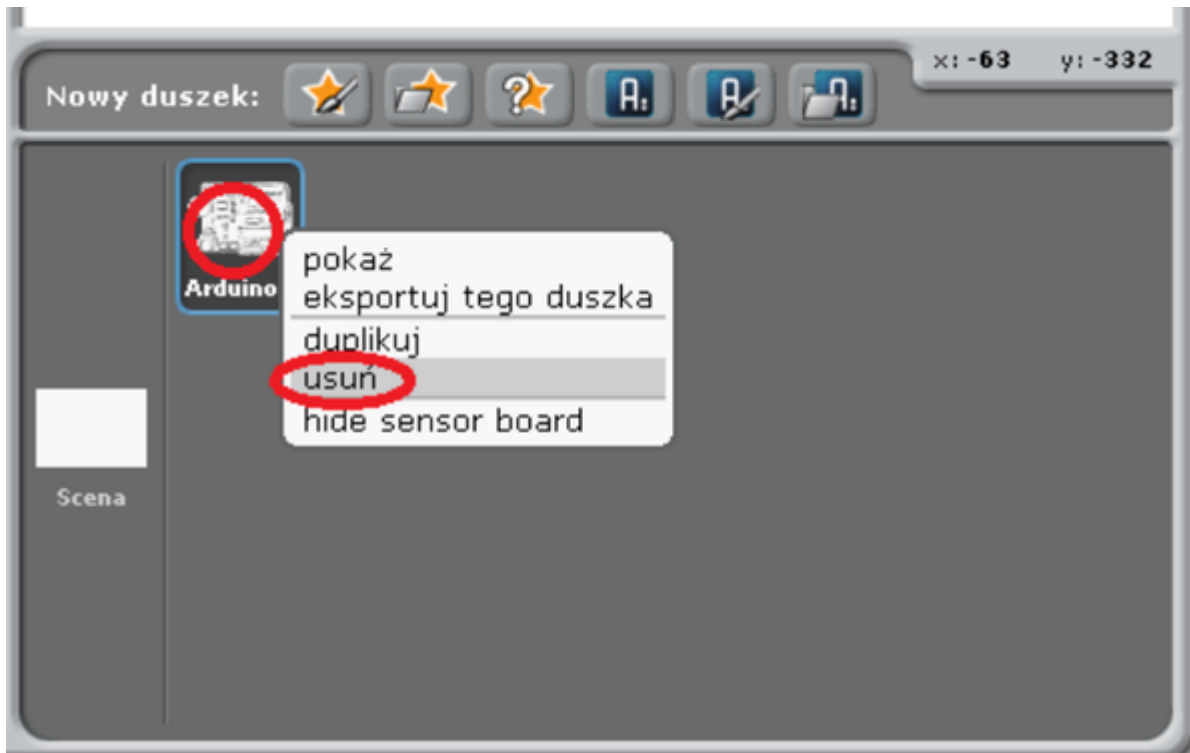 x: -63 y: -332
Nowy duszek:
Arduino
pokaż
eksportuj tego duszka
duplikuj
usuń
hide sensor board
Scena